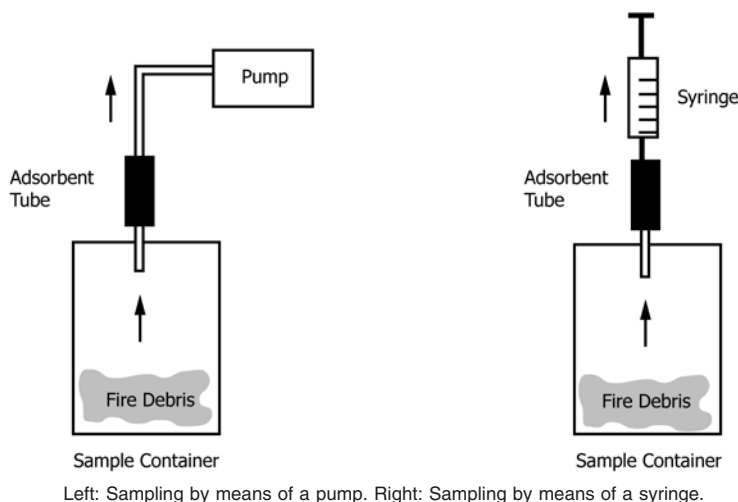 Pump
Adsorbent
Tube
Fire Debris
Sample Container
Syringe
Adsorbent
Tube
Fire Debris
Sample Container
Left: Sampling by means of a pump. Right: Sampling by means of a syringe.